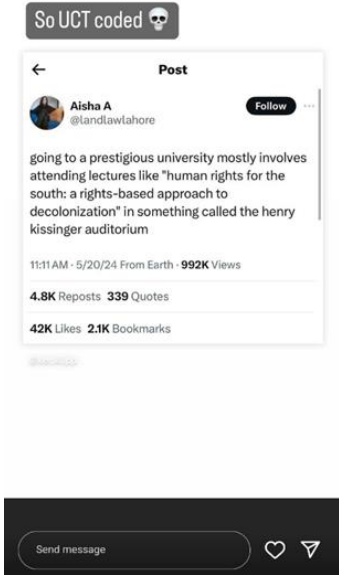 So UCT coded 💀
Post
Aisha A
Follow
@landlawlahore
going to a prestigious university mostly involves
attending lectures like "human rights for the
south: a rights-based approach to
decolonization" in something called the henry
kissinger auditorium
11:11 AM · 5/20/24 From Earth · 992K Views
4.8K Reposts 339 Quotes
42K Likes 2.1K Bookmarks
Send message